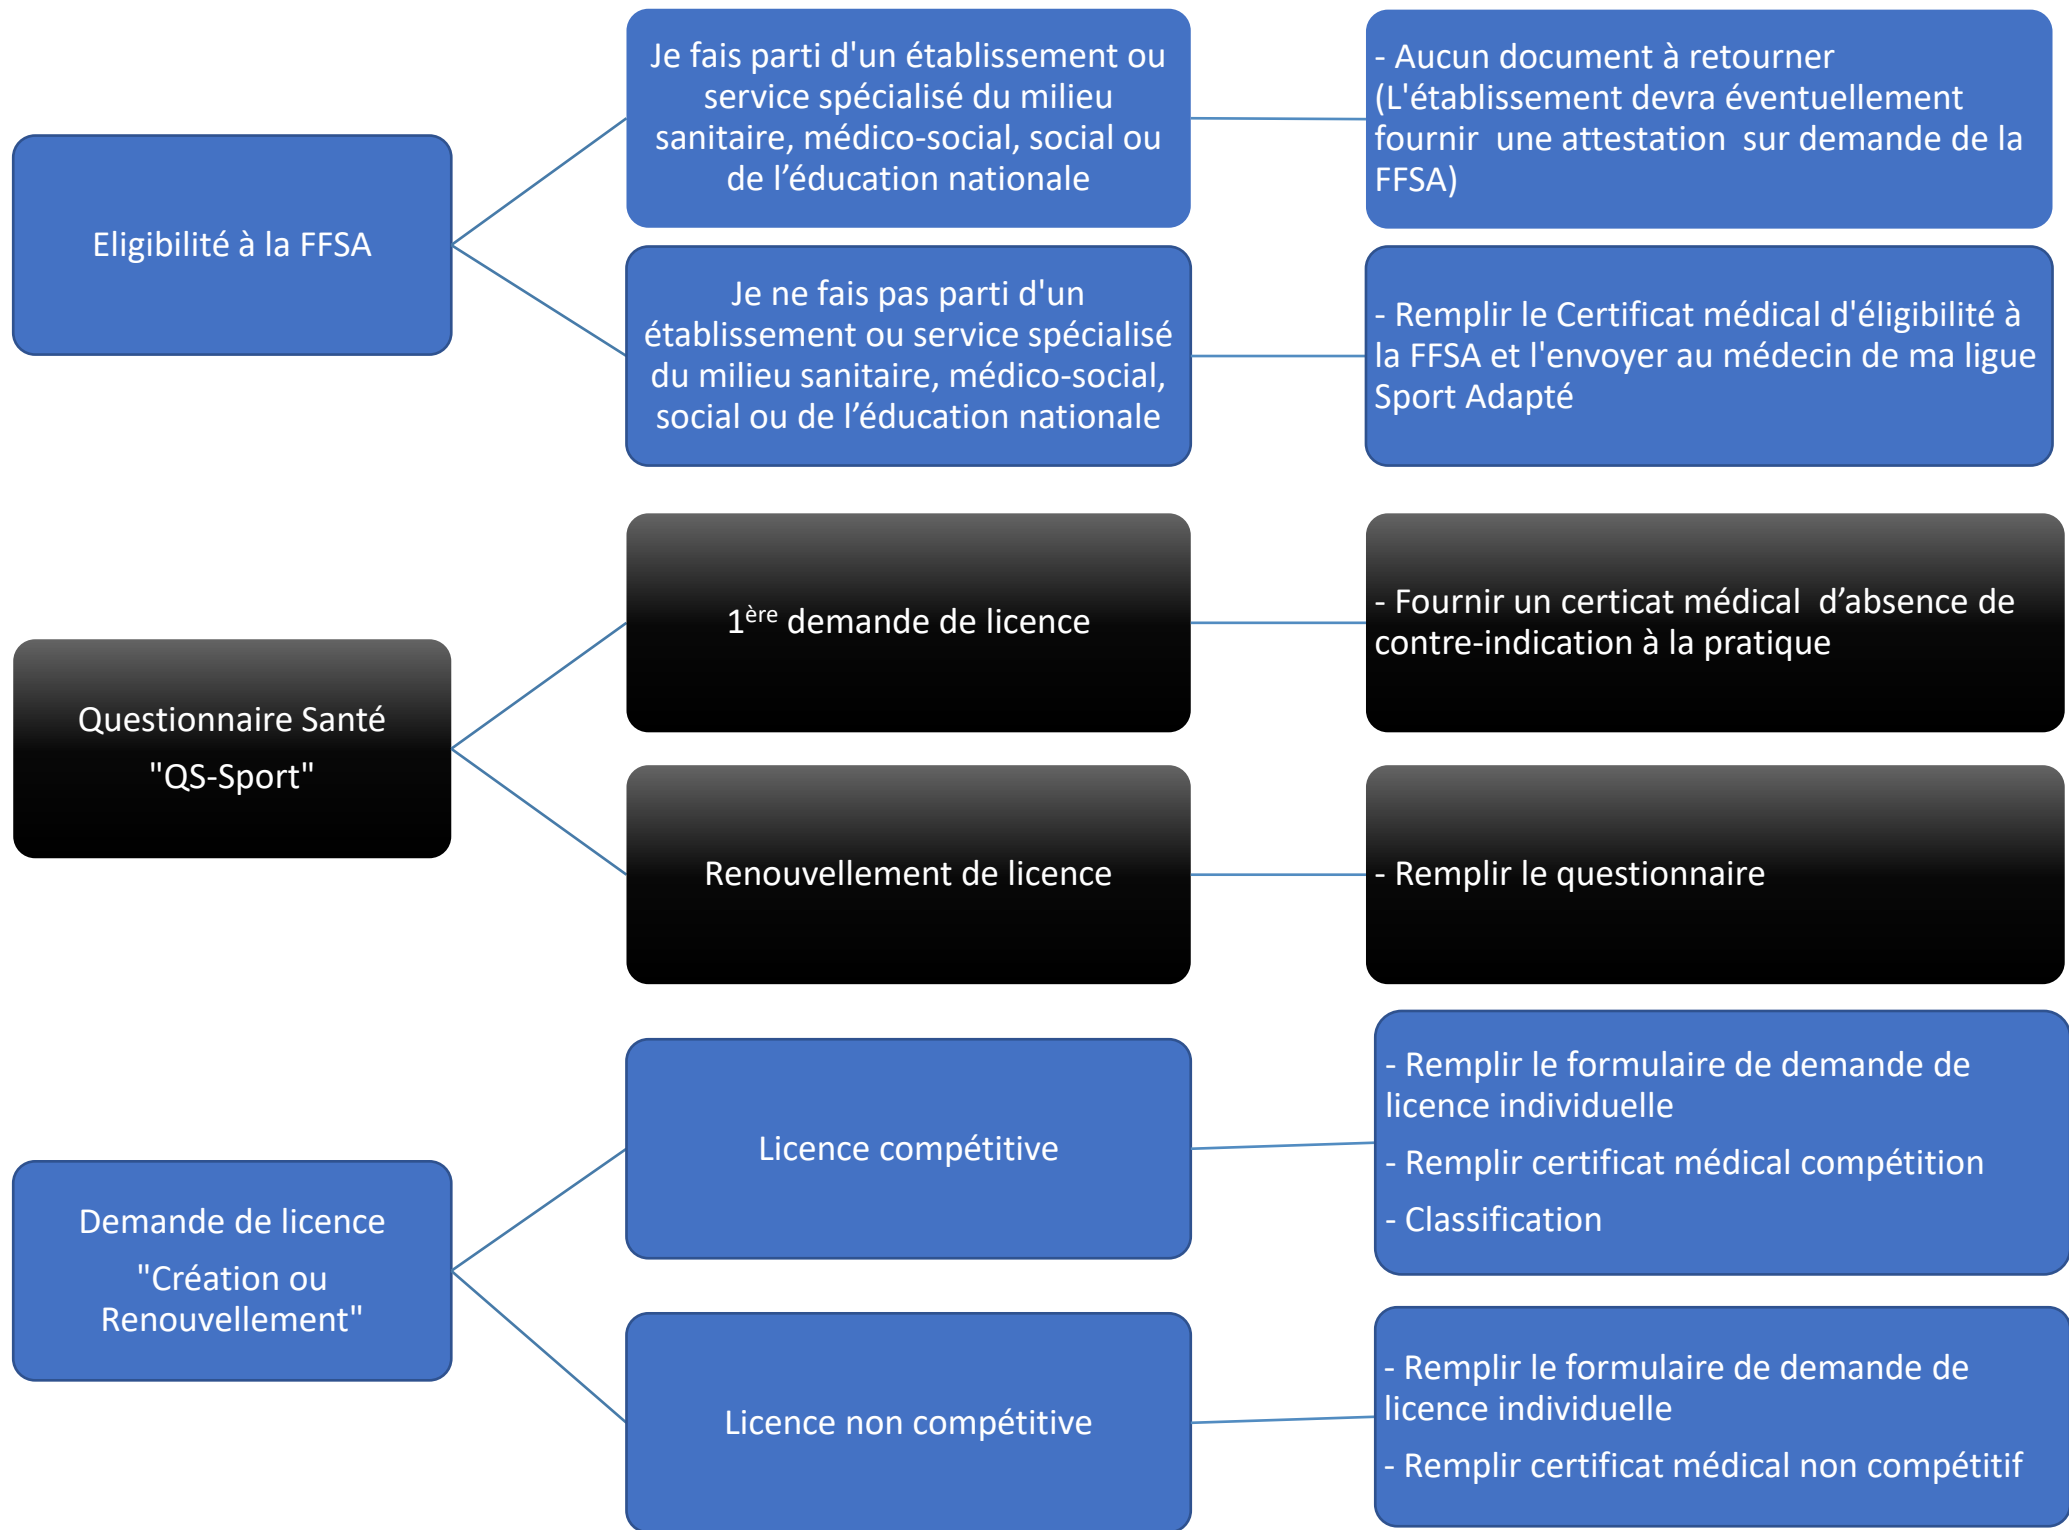 Eligibilité à la FFSA
Je fais parti d'un établissement ou
service spécialisé du milieu
sanitaire, médico-social, social ou
de l’éducation nationale
- Aucun document à retourner
(L'établissement devra éventuellement
fournir  une attestation  sur demande de la
FFSA)
Je ne fais pas parti d'un
établissement ou service spécialisé
du milieu sanitaire, médico-social,
social ou de l’éducation nationale
- Remplir le Certificat médical d'éligibilité à
la FFSA et l'envoyer au médecin de ma ligue
Sport Adapté
Questionnaire Santé
"QS-Sport"
1ère demande de licence
- Fournir un certicat médical  d’absence de
contre-indication à la pratique
Renouvellement de licence
- Remplir le questionnaire
Demande de licence
"Création ou
Renouvellement"
Licence compétitive
- Remplir le formulaire de demande de
licence individuelle
- Remplir certificat médical compétition
- Classification
Licence non compétitive
- Remplir le formulaire de demande de
licence individuelle
- Remplir certificat médical non compétitif